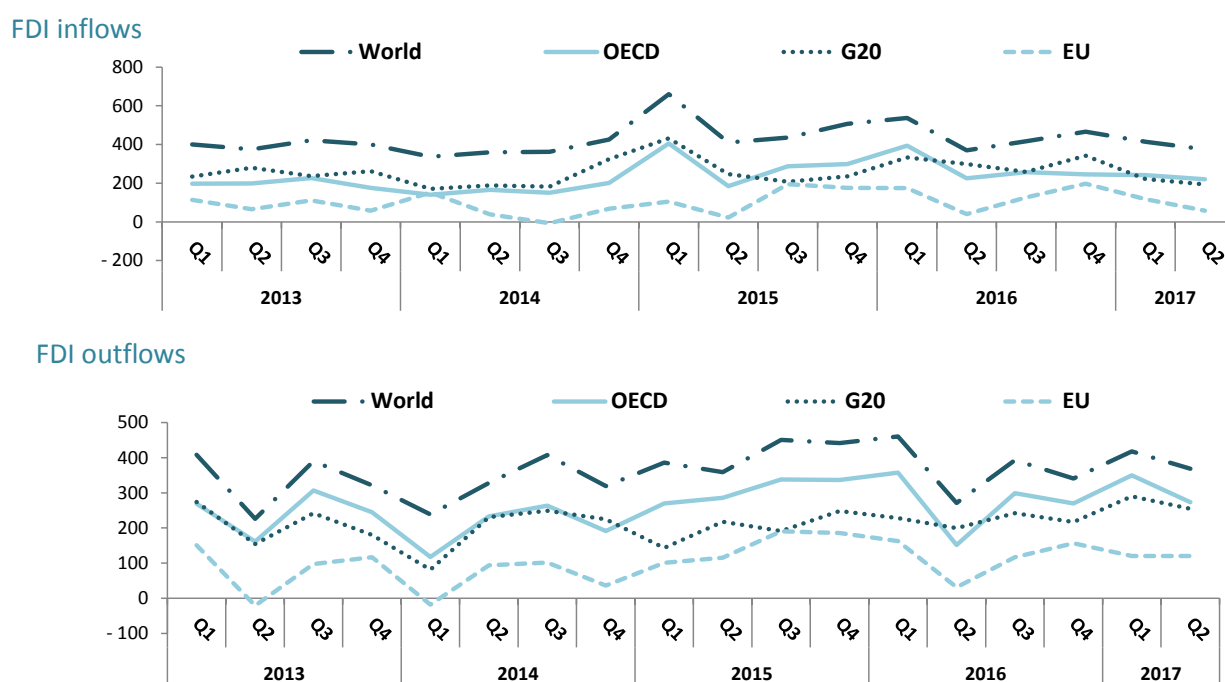 FDI inflows
World OECD G20 EU
800
600
400
200
0
- 200
Q1 Q2 Q3 Q4 Q1 Q2 Q3 Q4 Q1 Q2 Q3 Q4 Q1 Q2 Q3 Q4 Q1 Q2
2013 2014 2015 2016 2017
FDI outflows
World OECD G20 EU
500
400
300
200
100
0
- 100
Q1 Q2 Q3 Q4 Q1 Q2 Q3 Q4 Q1 Q2 Q3 Q4 Q1 Q2 Q3 Q4 Q1 Q2
2013 2014 2015 2016 2017